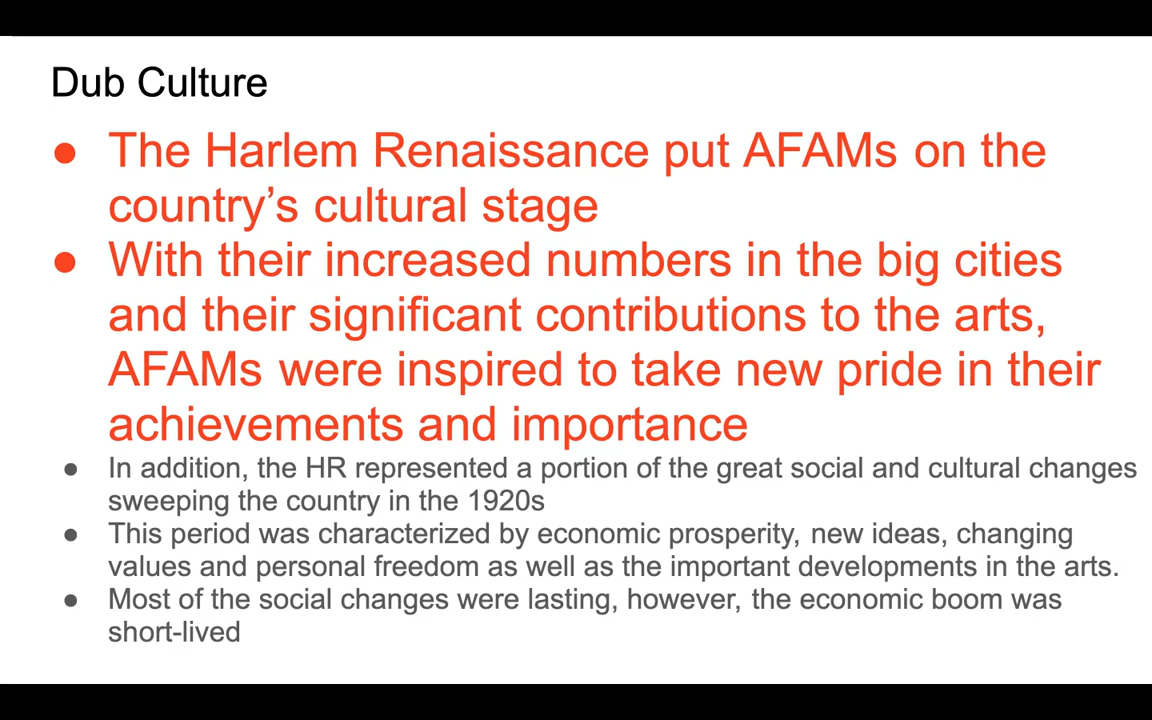 Dub Culture
● The Harlem Renaissance put AFAMs on the
country’s cultural stage
● With their increased numbers in the big cities
and their significant contributions to the arts,
AFAMs were inspired to take new pride in their
achievements and importance
● In addition, the HR represented a portion of the great social and cultural changes
sweeping the country in the 1920s
● This period was characterized by economic prosperity, new ideas, changing
values and personal freedom as well as the important developments in the arts.
● Most of the social changes were lasting, however, the economic boom was
short-lived